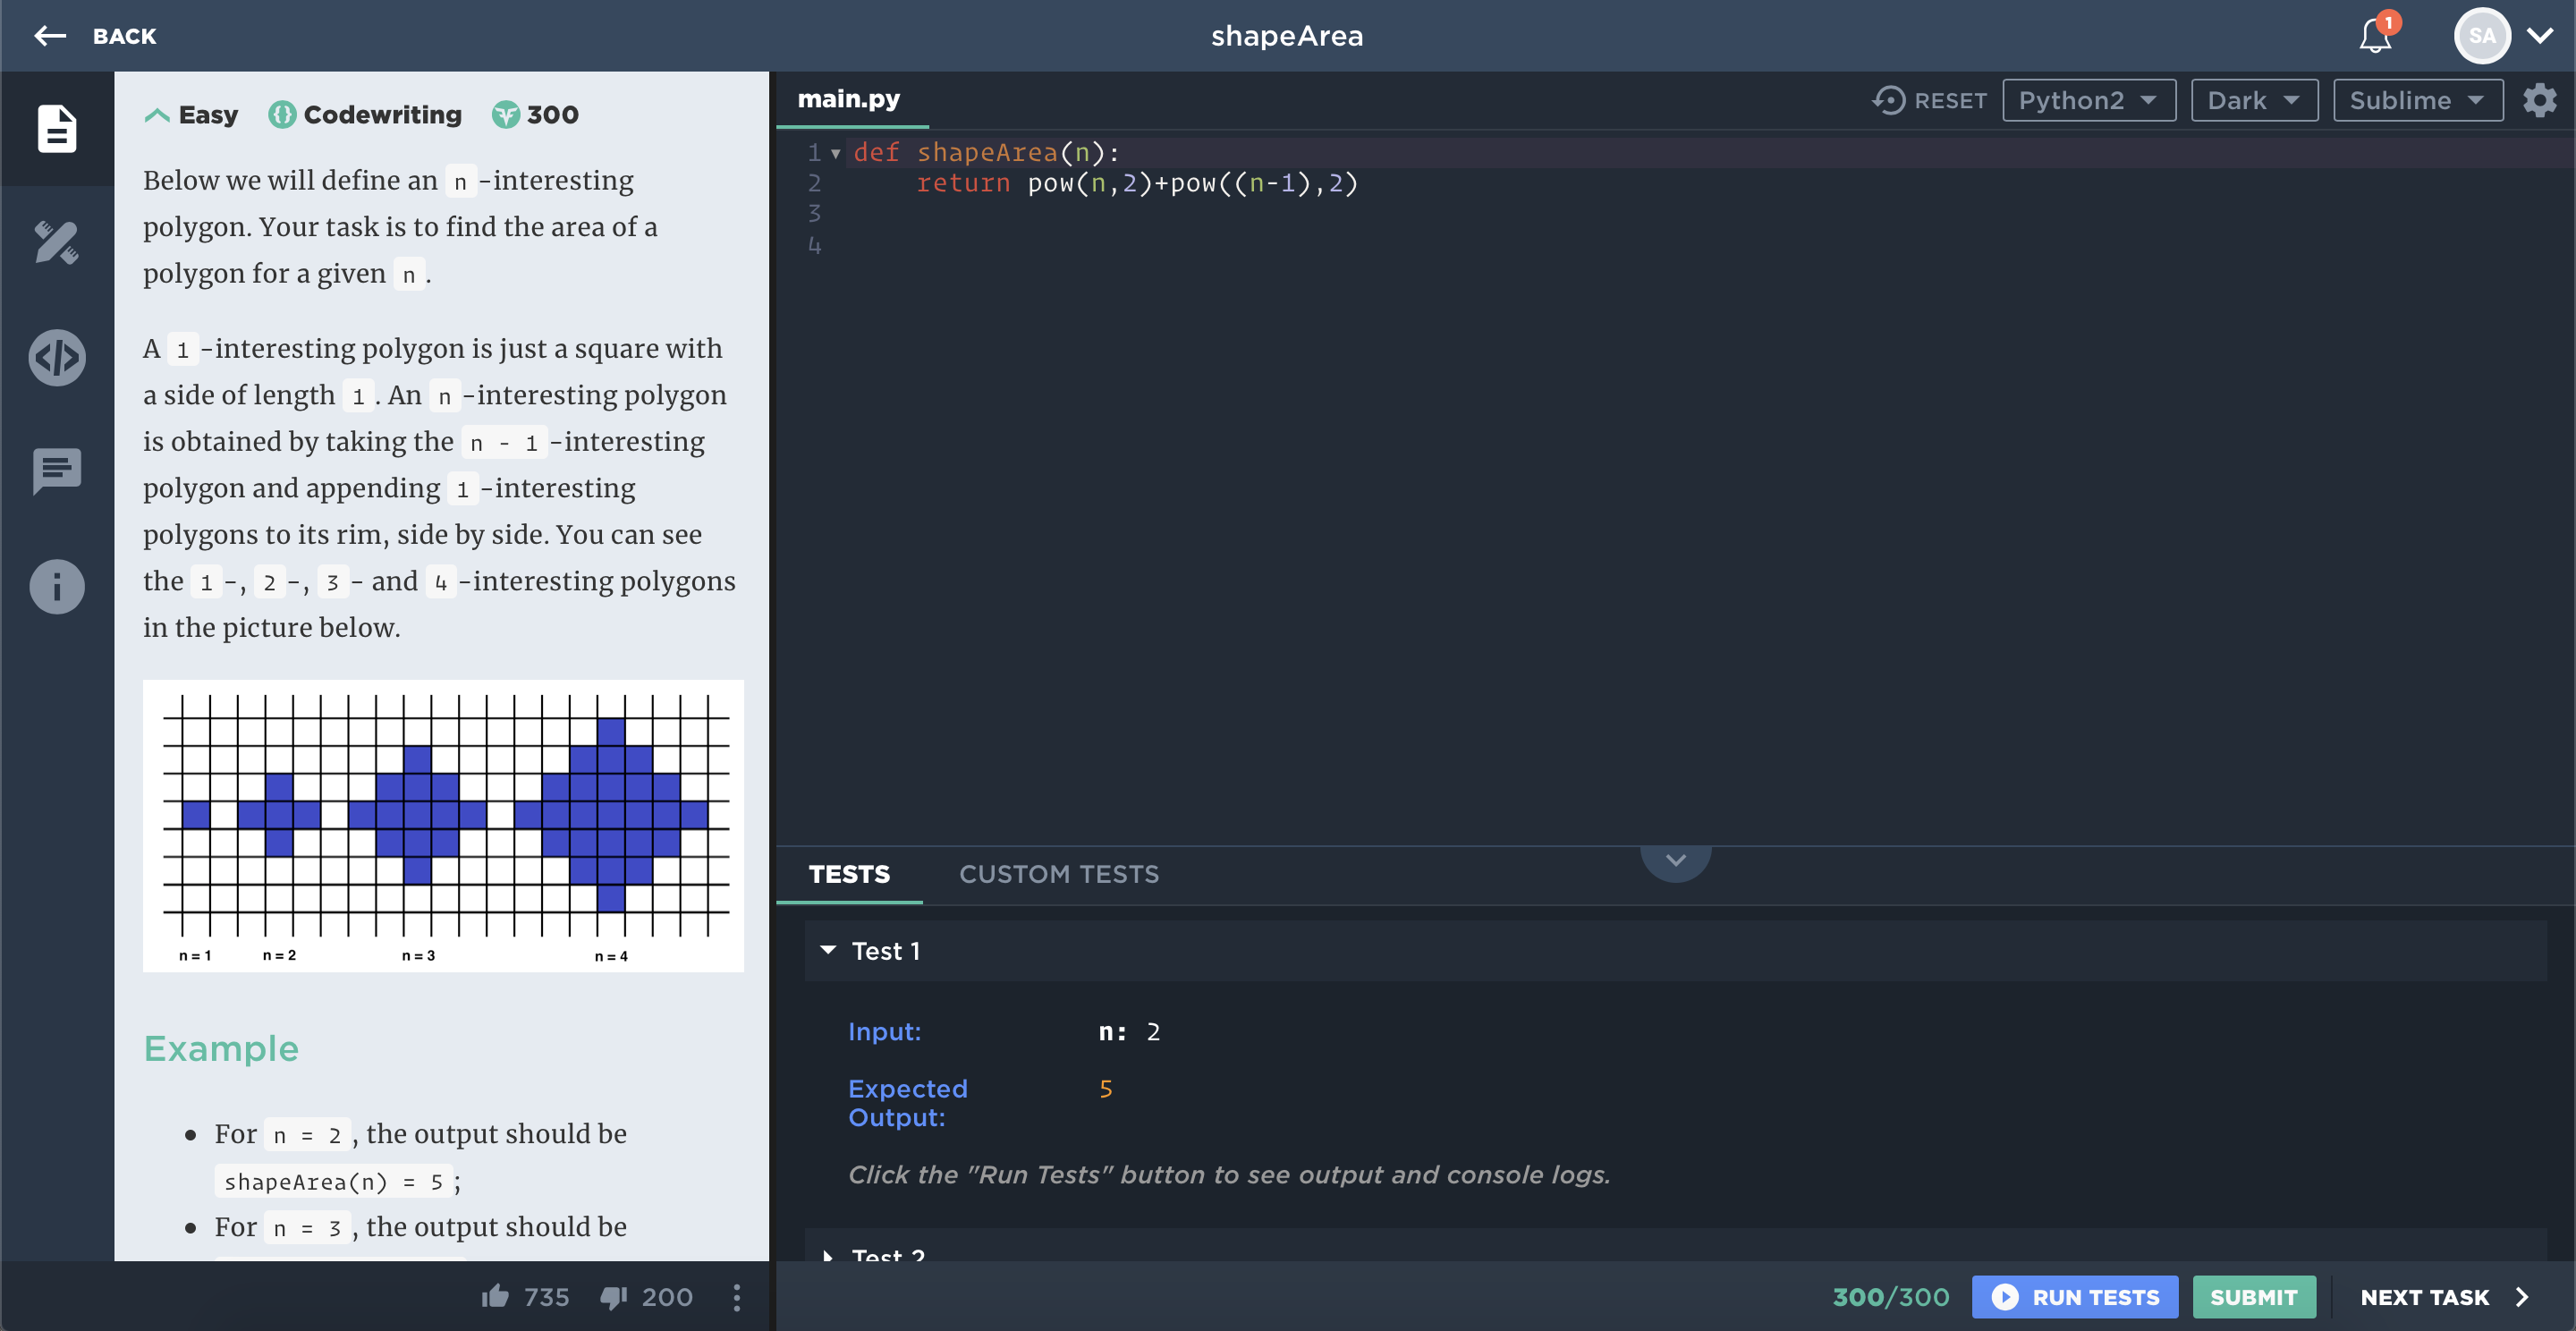 BACK
shapeArea
1
SA
Easy Codewriting 300
Below we will define an n -interesting
polygon. Your task is to find the area of a
polygon for a given n .
A 1 -interesting polygon is just a square with
a side of length 1 . An n -interesting polygon
is obtained by taking the n - 1 -interesting
polygon and appending 1 -interesting
polygons to its rim, side by side. You can see
the 1 -, 2 -, 3 - and 4 -interesting polygons
in the picture below.
n = 1 n = 2 n = 3 n = 4
Example
• For n = 2 , the output should be
shapeArea(n) = 5 ;
• For n = 3 , the output should be
735 200
main.py
RESET Python2 Dark Sublime
1 def shapeArea(n):
2 return pow(n,2)+pow((n-1),2)
3
4
TESTS CUSTOM TESTS
Test 1
Input: n: 2
Expected 5
Output:
Click the "Run Tests" button to see output and console logs.
Test 2
300/300 RUN TESTS SUBMIT NEXT TASK